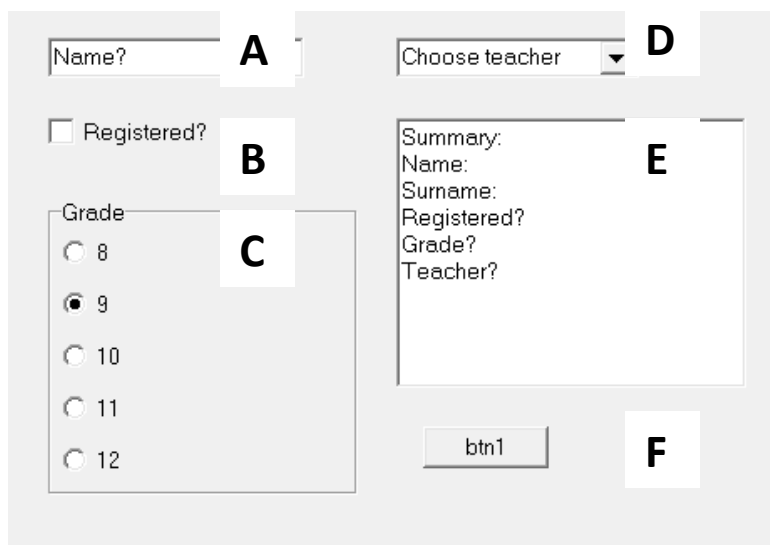 Name?
A
Choose teacher
D
Registered?
B
Summary:
Name:
Surname:
Registered?
Grade?
Teacher?
E
Grade
C
8
9
10
11
12
btn1
F